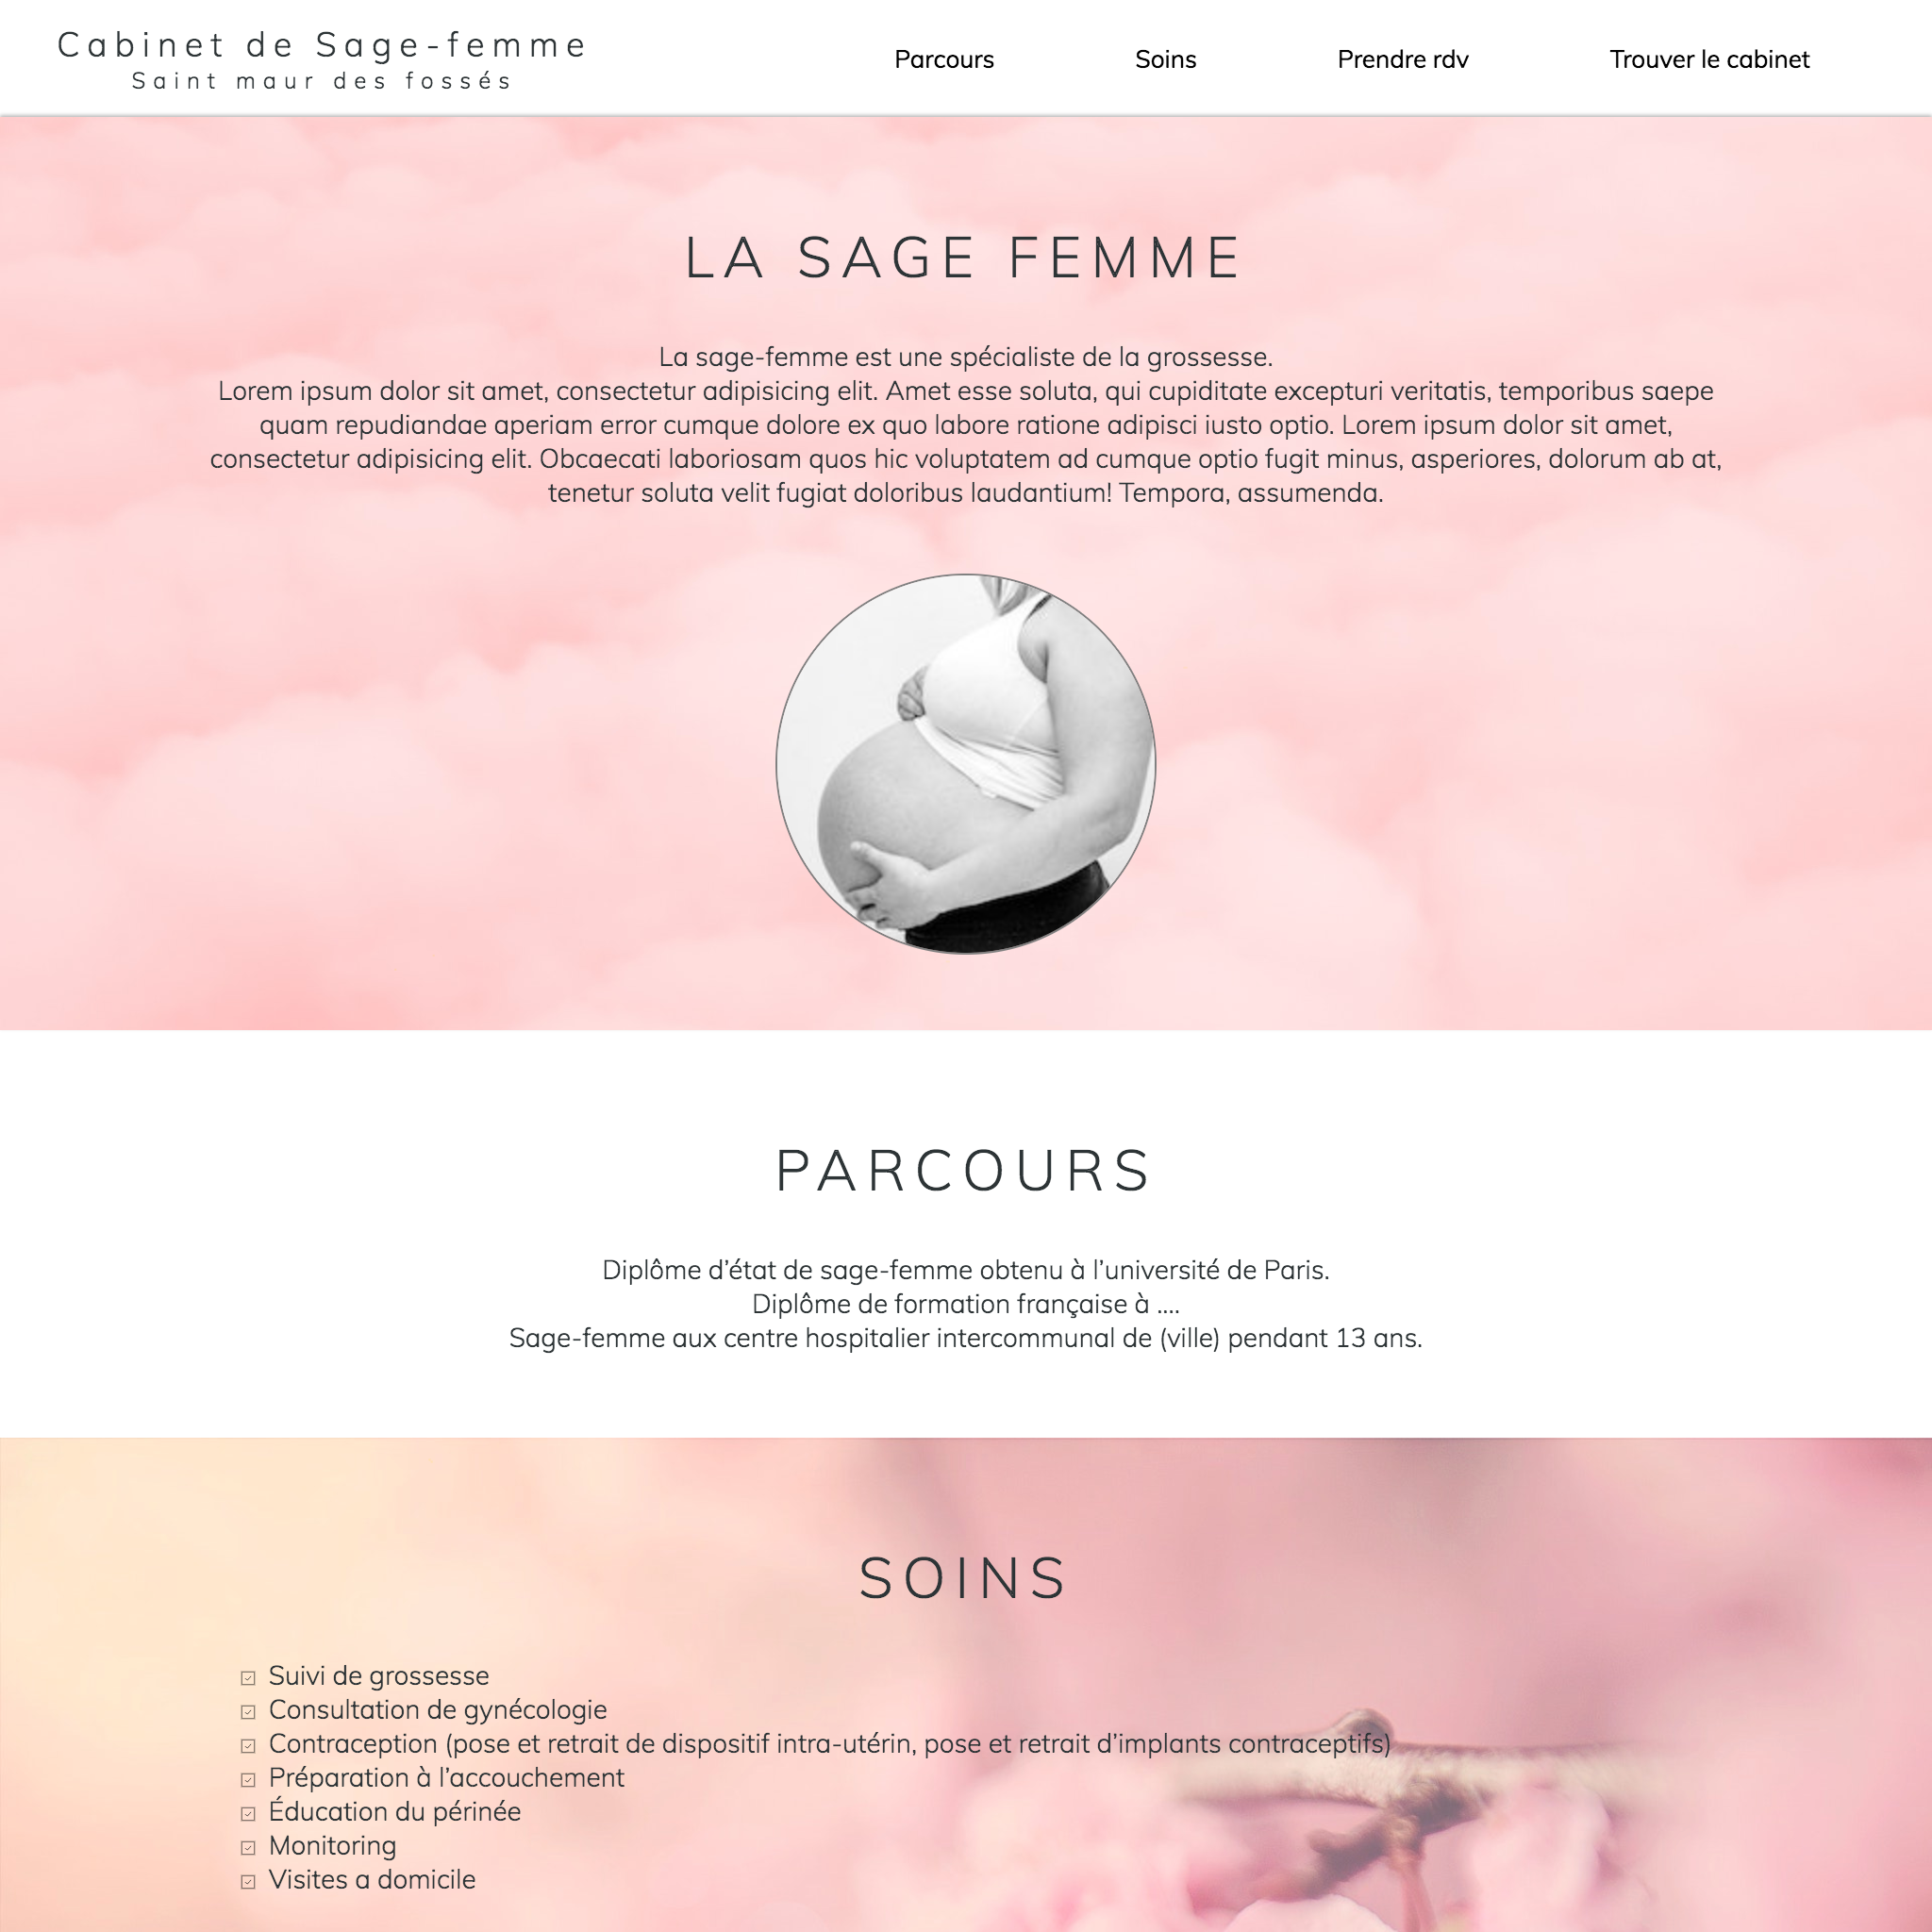 Cabinet de Sage-femme
Saint maur des fossés
Parcours Soins Prendre rdv Trouver le cabinet
LA SAGE FEMME
La sage-femme est une spécialiste de la grossesse.
Lorem ipsum dolor sit amet, consectetur adipisicing elit. Amet esse soluta, qui cupiditate excepturi veritatis, temporibus saepe
quam repudiandae aperiam error cumque dolore ex quo labore ratione adipisci iusto optio. Lorem ipsum dolor sit amet,
consectetur adipisicing elit. Obcaecati laboriosam quos hic voluptatem ad cumque optio fugit minus, asperiores, dolorum ab at,
tenetur soluta velit fugiat doloribus laudantium! Tempora, assumenda.
PARCOURS
Diplôme d’état de sage-femme obtenu à l’université de Paris.
Diplôme de formation française à ....
Sage-femme aux centre hospitalier intercommunal de (ville) pendant 13 ans.
SOINS
Suivi de grossesse
Consultation de gynécologie
Contraception (pose et retrait de dispositif intra-utérin, pose et retrait d’implants contraceptifs)
Préparation à l’accouchement
Éducation du périnée
Monitoring
Visites a domicile